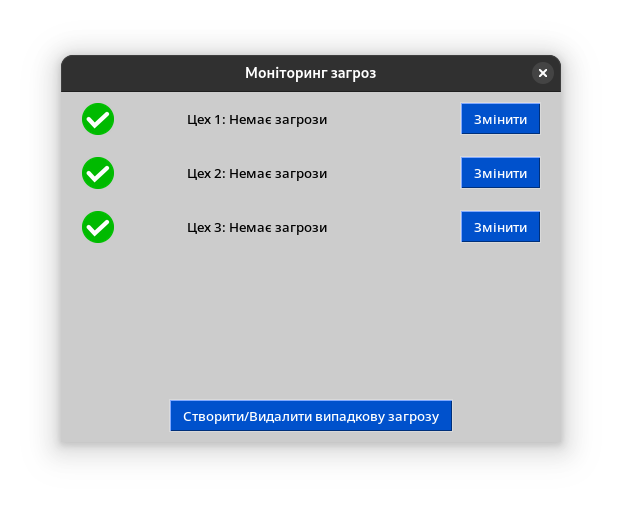 Моніторинг загроз
Цех 1: Немає загрози
Змінити
Цех 2: Немає загрози
Змінити
Цех 3: Немає загрози
Змінити
Створити/Видалити випадкову загрозу